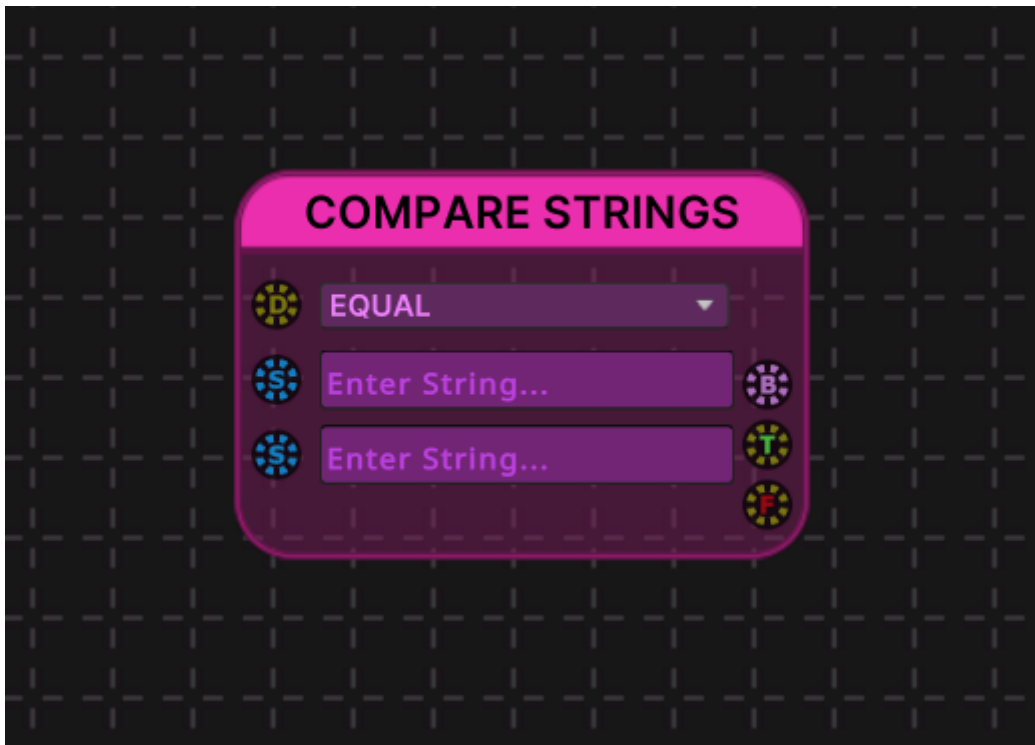 COMPARE STRINGS
D EQUAL
S Enter String... B
S Enter String... T
F